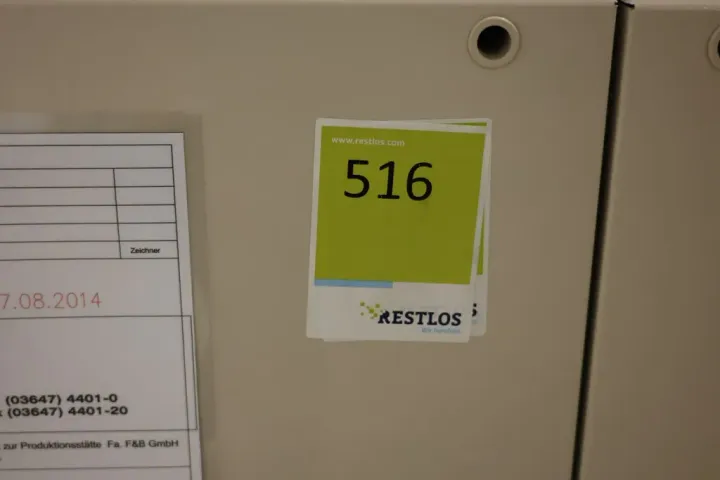 www.restlos.com
516
RESTLOS
Zeichner
7.08.2014
(03647) 4401-0
(03647) 4401-20
zur Produktionsstätte Fa. F&B GmbH